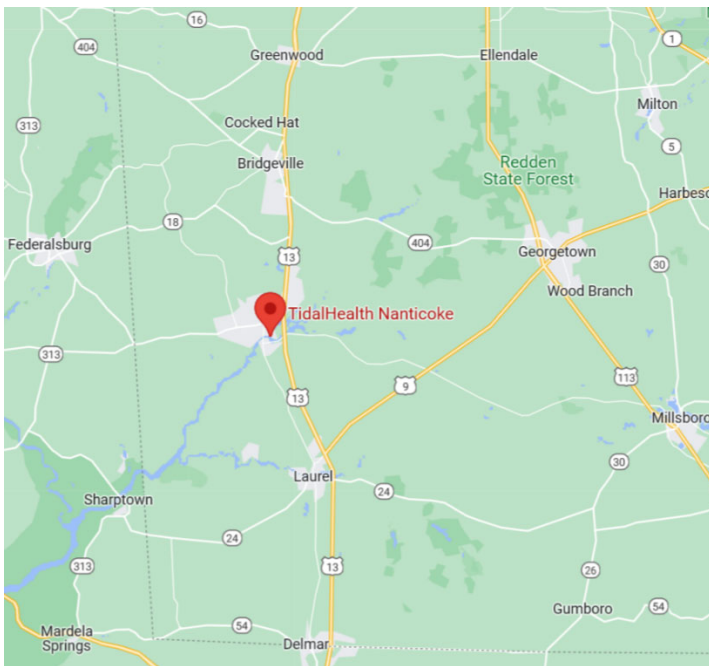 16
404
Greenwood
Ellendale
1
Milton
313
Cocked Hat
5
Bridgeville
Redden
State Forest
Harbesc
18
404
Federalsburg
13
Georgetown
30
Wood Branch
TidalHealth Nanticoke
313
113
9
13
Millsboro
Laurel
30
24
Sharptown
24
313
13
26
Gumboro
54
54
Mardela
Springs
Delmar